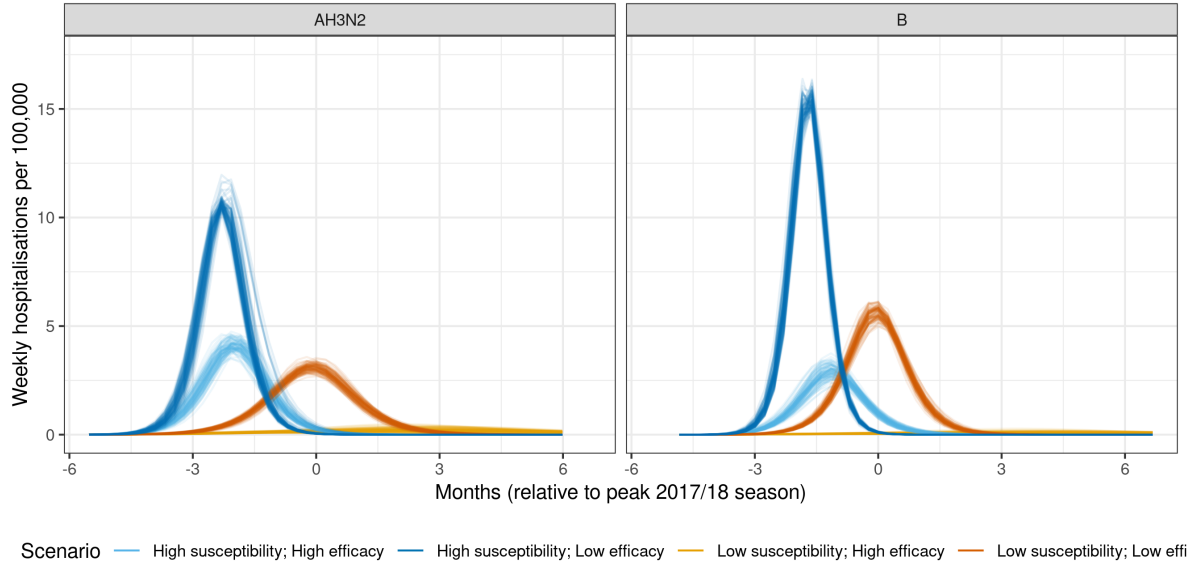 AH3N2
B
Weekly hospitalisations per 100,000
15
10
5
0
-6
-3
0
3
6
-6
-3
0
3
6
Months (relative to peak 2017/18 season)
Scenario High susceptibility; High efficacy High susceptibility; Low efficacy Low susceptibility; High efficacy Low susceptibility; Low effi